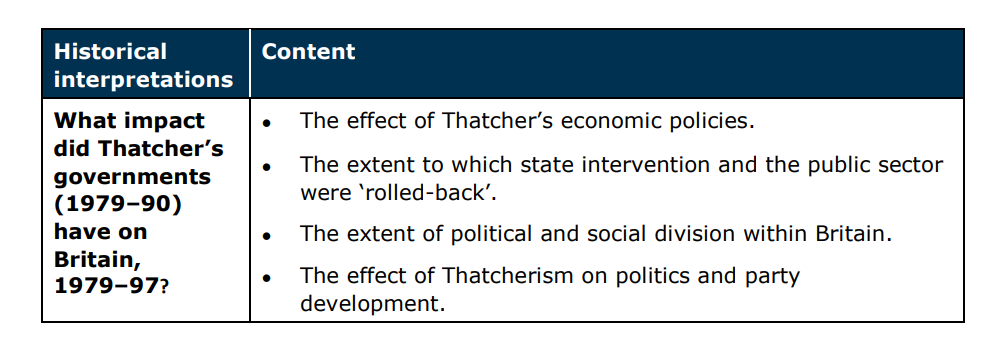 Historical
interpretations
Content
What impact
did Thatcher’s
governments
(1979–90)
have on
Britain,
1979–97?
• The effect of Thatcher’s economic policies.
• The extent to which state intervention and the public sector
were ‘rolled-back’.
• The extent of political and social division within Britain.
• The effect of Thatcherism on politics and party
development.